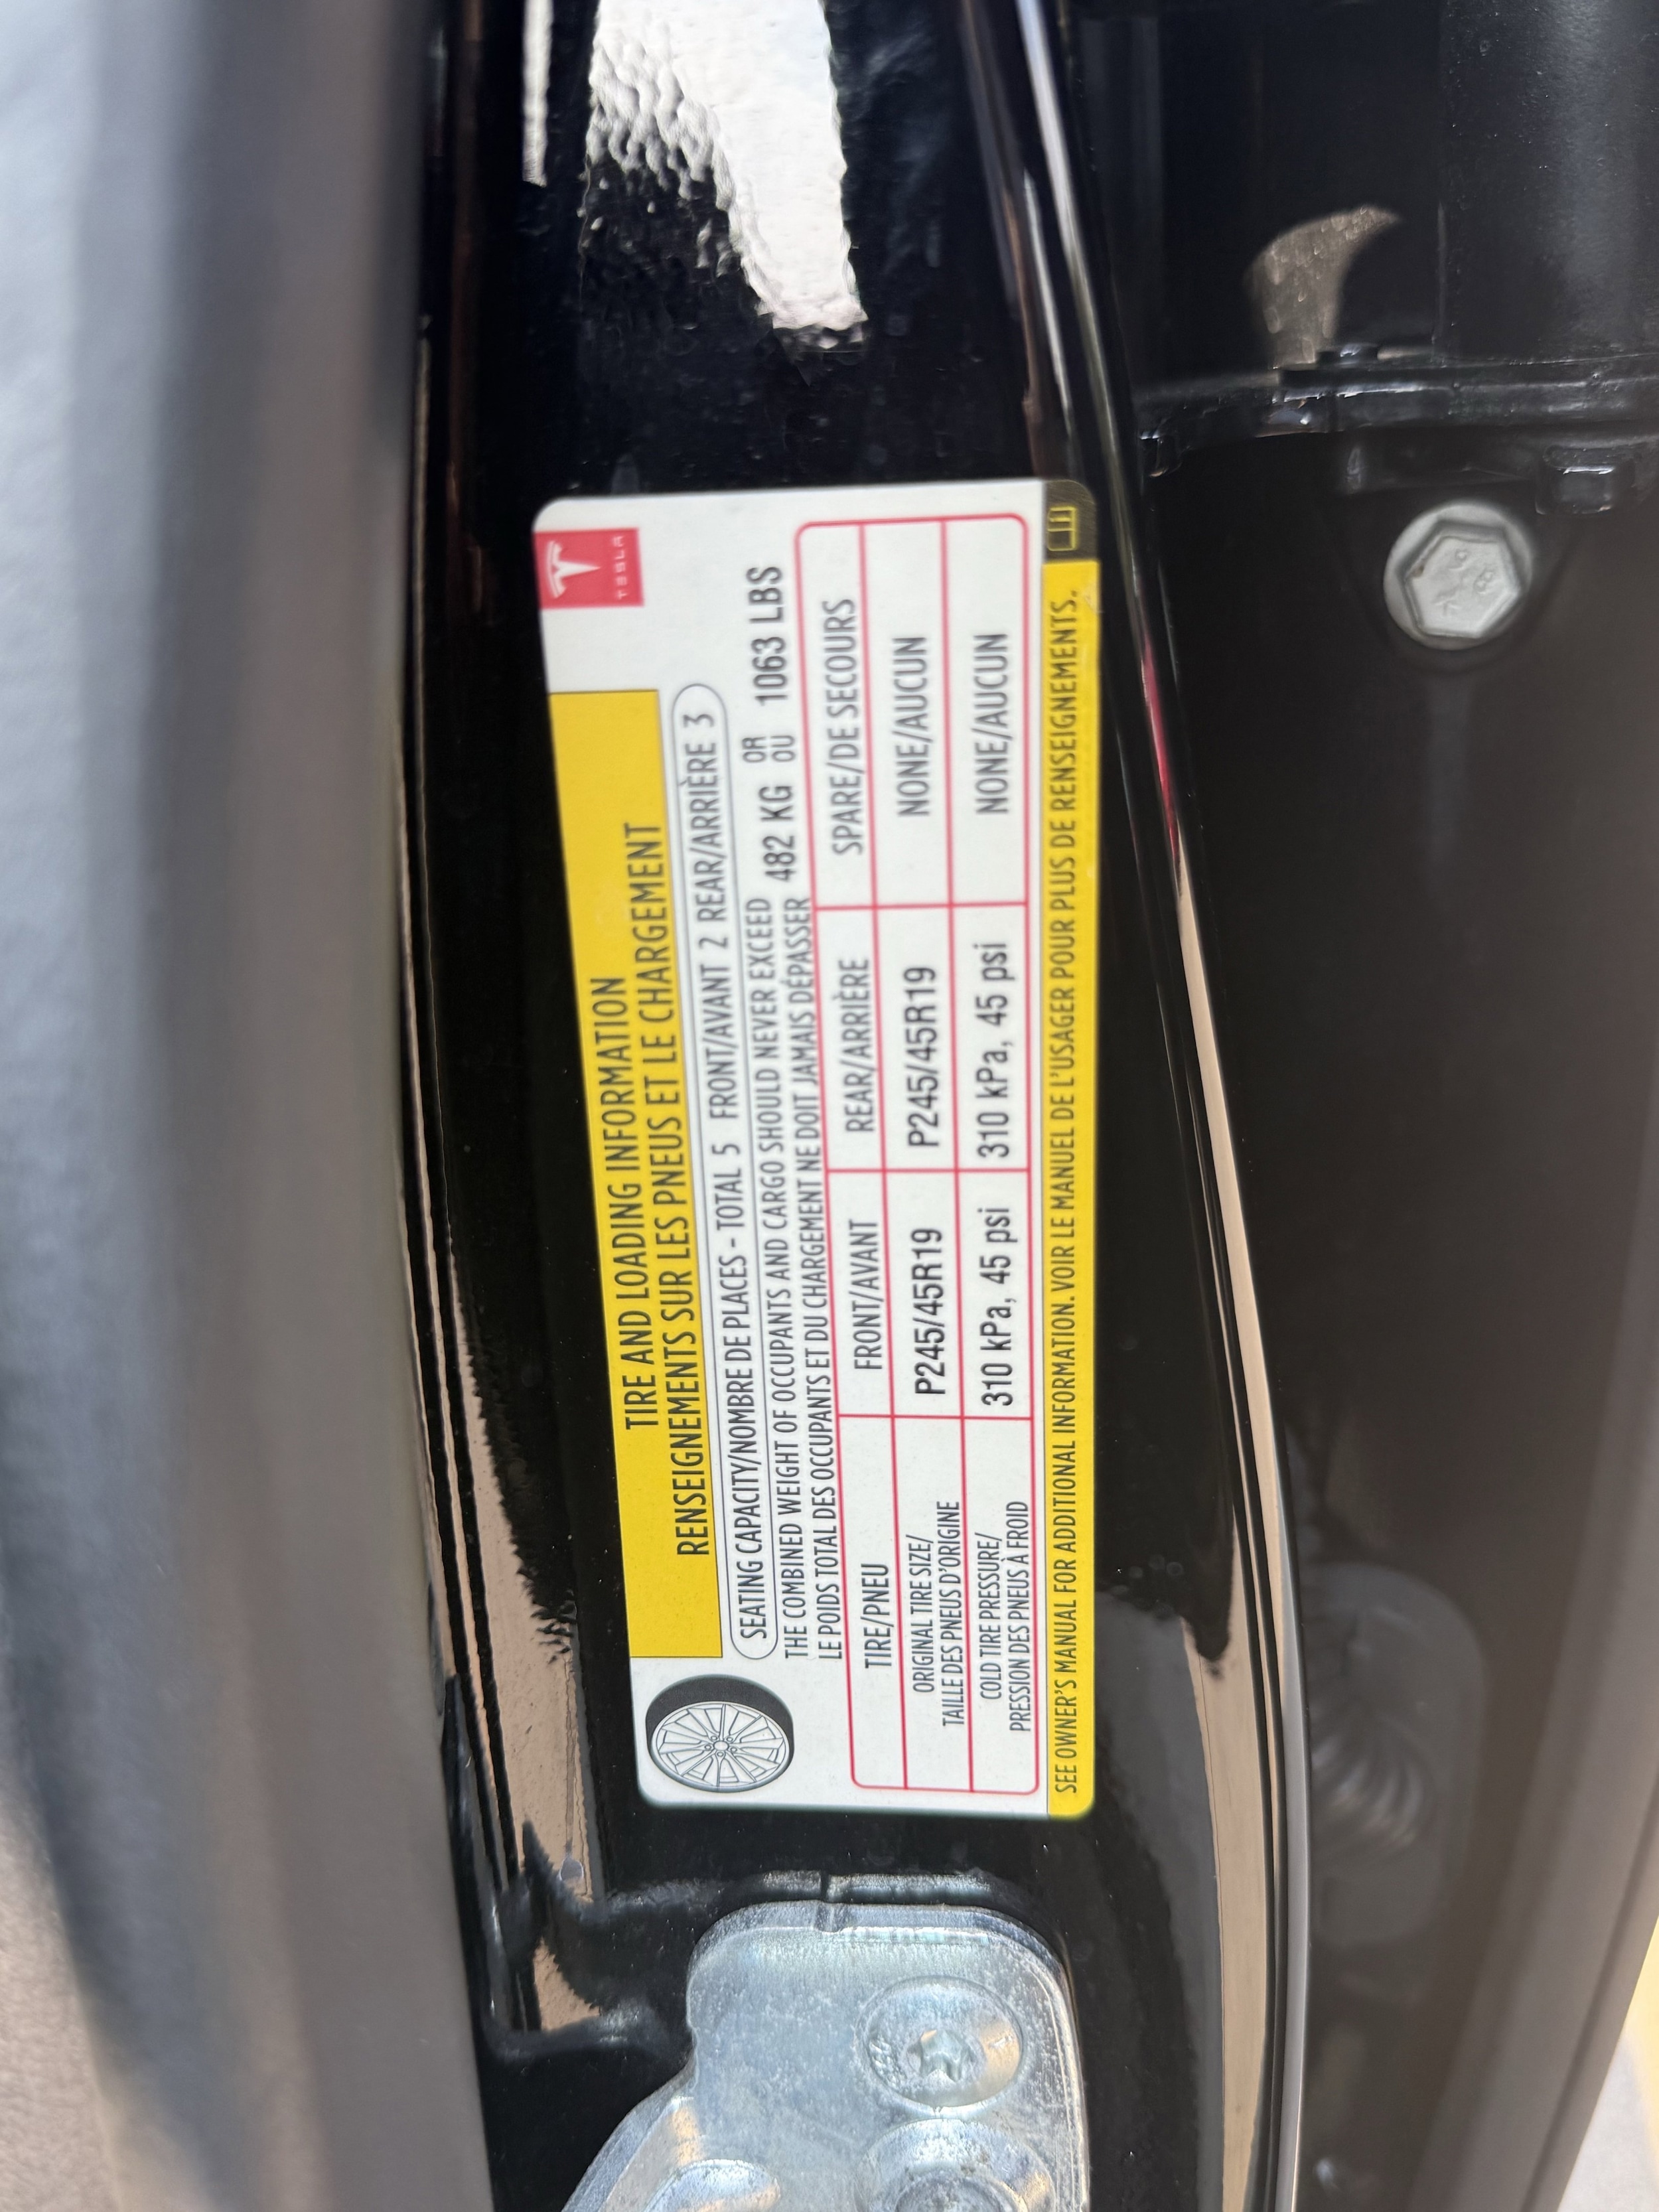 TESLA
TIRE AND LOADING INFORMATION
RENSEIGNEMENTS SUR LES PNEUS ET LE CHARGEMENT
SEATING CAPACITY/NOMBRE DE PLACES - TOTAL 5 FRONT/AVANT 2 REAR/ARRIÈRE 3
THE COMBINED WEIGHT OF OCCUPANTS AND CARGO SHOULD NEVER EXCEED
LE POIDS TOTAL DES OCCUPANTS ET DU CHARGEMENT NE DOIT JAMAIS DÉPASSER
482 KG OR OU 1063 LBS
TIRE/PNEU FRONT/AVANT REAR/ARRIÈRE SPARE/DE SECOURS
ORIGINAL TIRE SIZE/
TAILLE DES PNEUS D'ORIGINE
P245/45R19 P245/45R19 NONE/AUCUN
COLD TIRE PRESSURE/
PRESSION DES PNEUS À FROID
310 kPa, 45 psi 310 kPa, 45 psi NONE/AUCUN
SEE OWNER'S MANUAL FOR ADDITIONAL INFORMATION. VOIR LE MANUEL DE L'USAGER POUR PLUS DE RENSEIGNEMENTS.